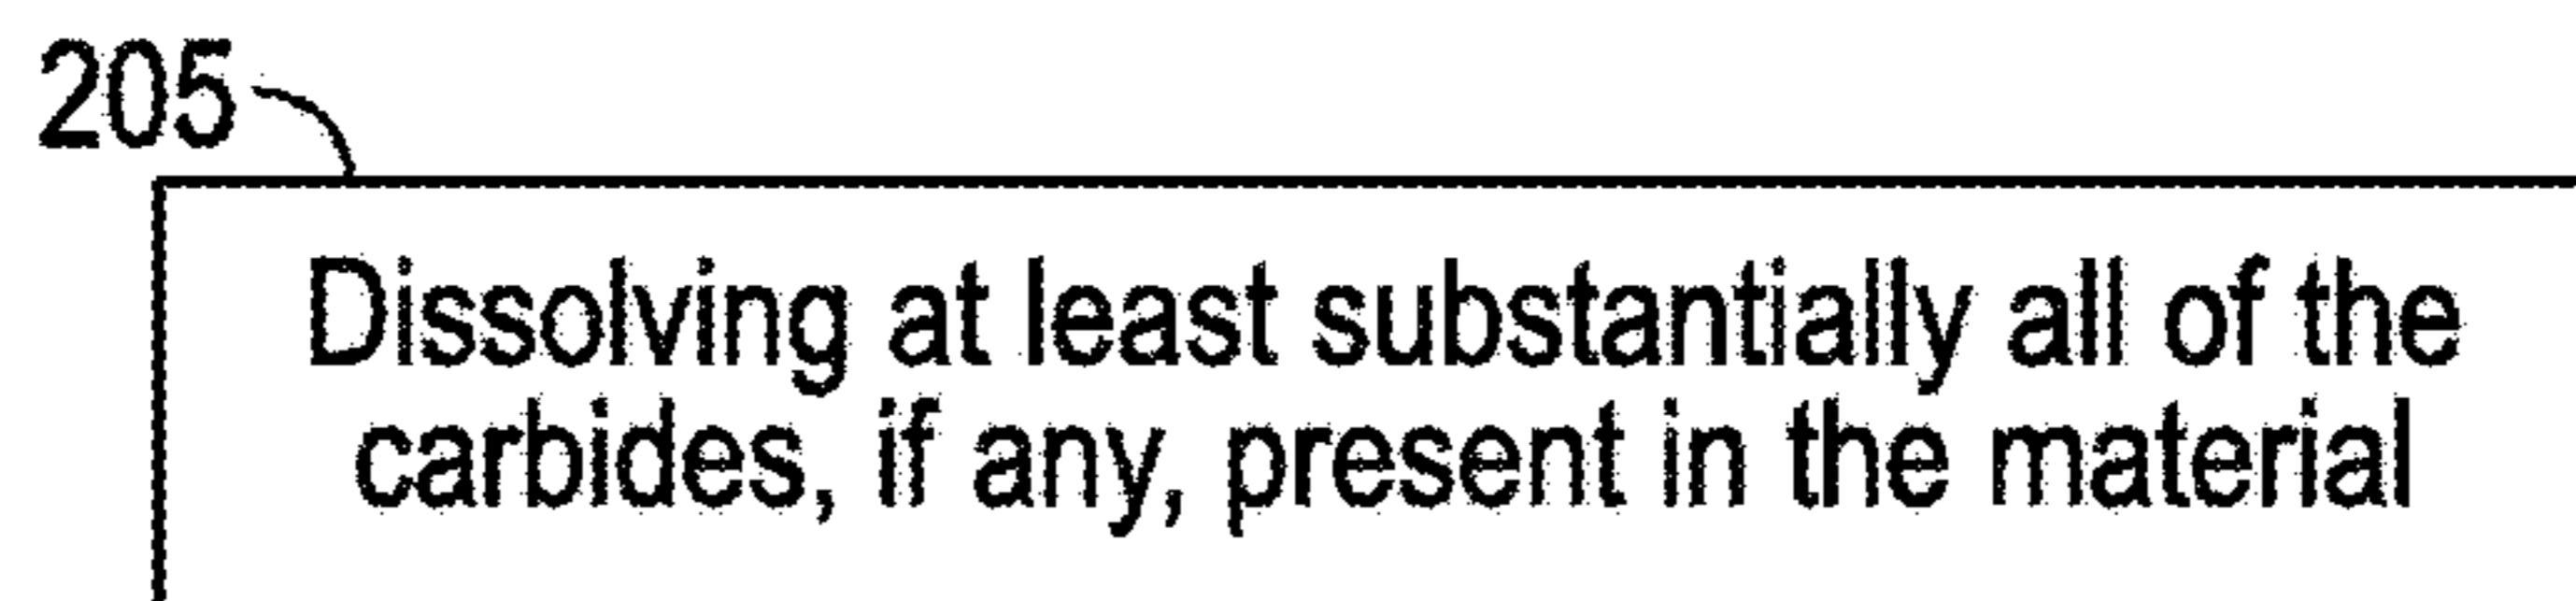 205
Dissolving at least substantially all of the
carbides, if any, present in the material